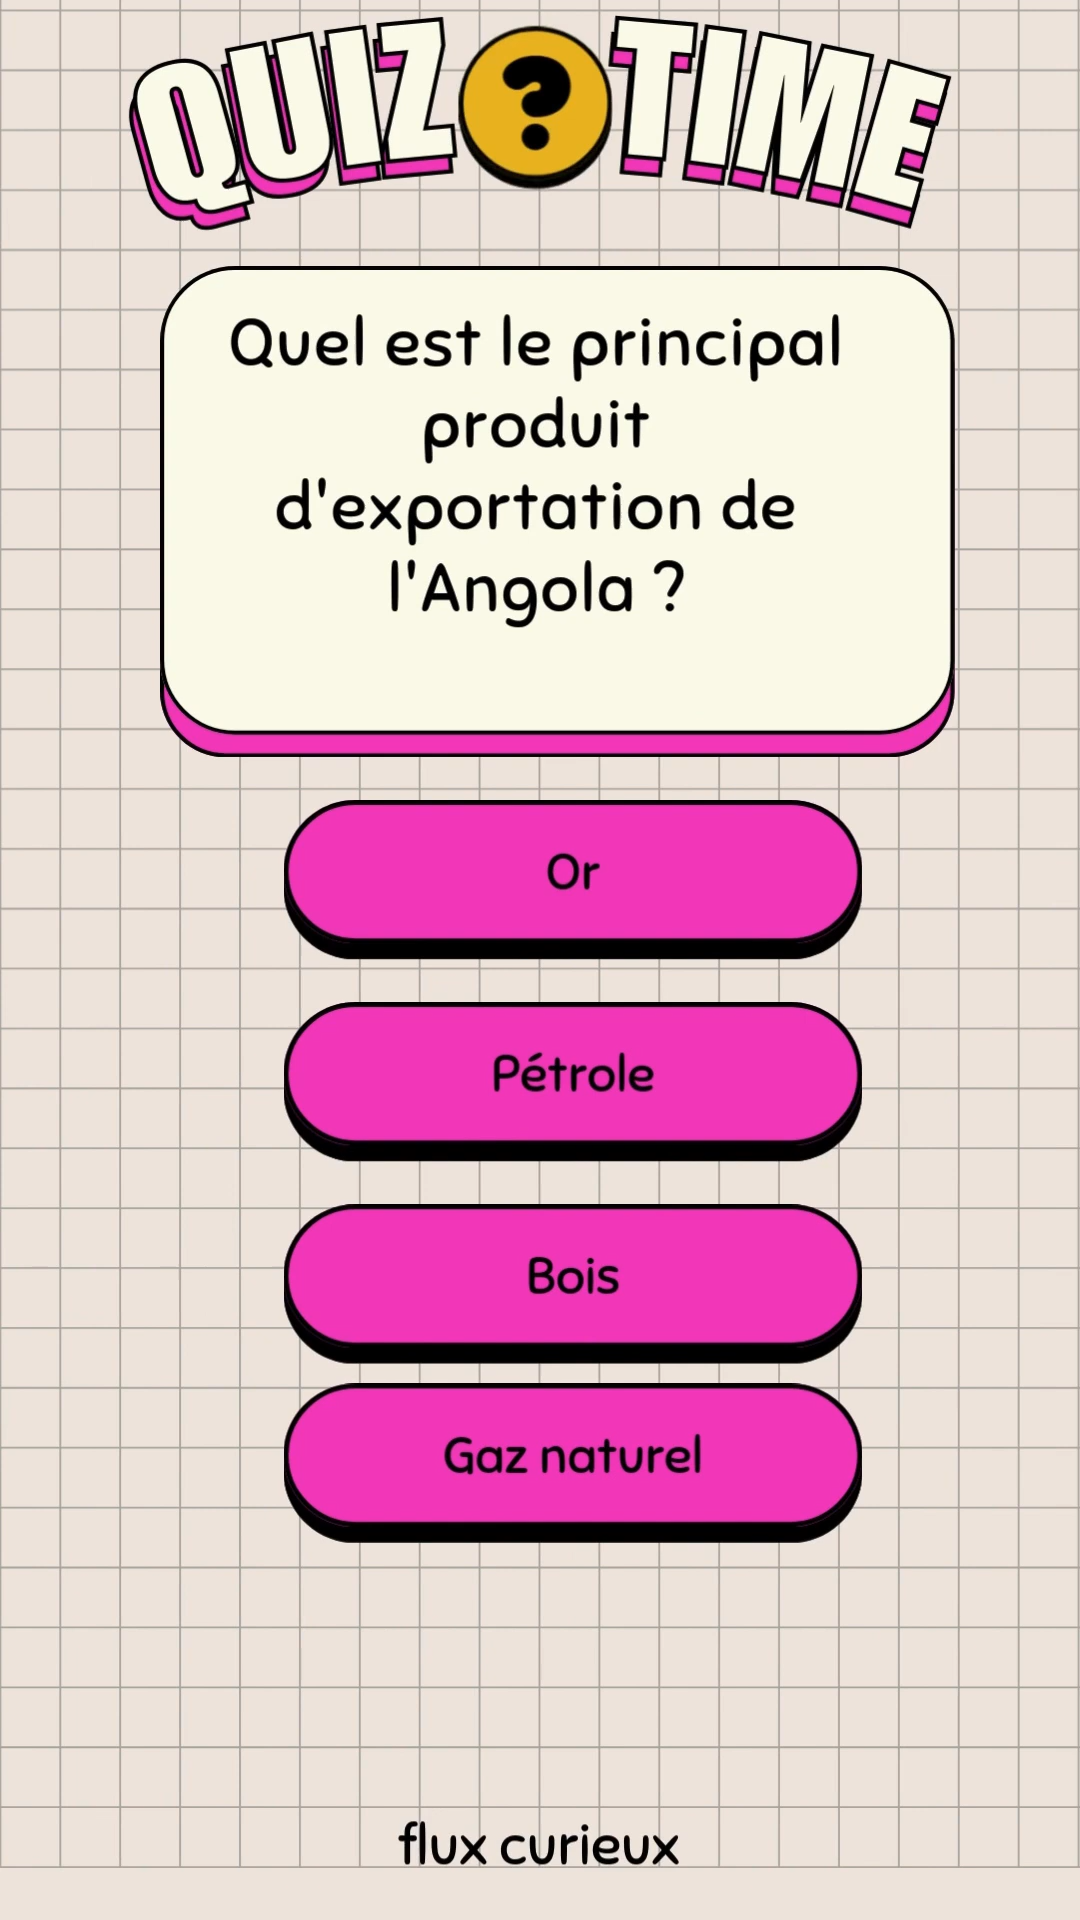 QUIZ ? TIME
Quel est le principal
produit
d'exportation de
l'Angola ?
Or
Pétrole
Bois
Gaz naturel
flux curieux